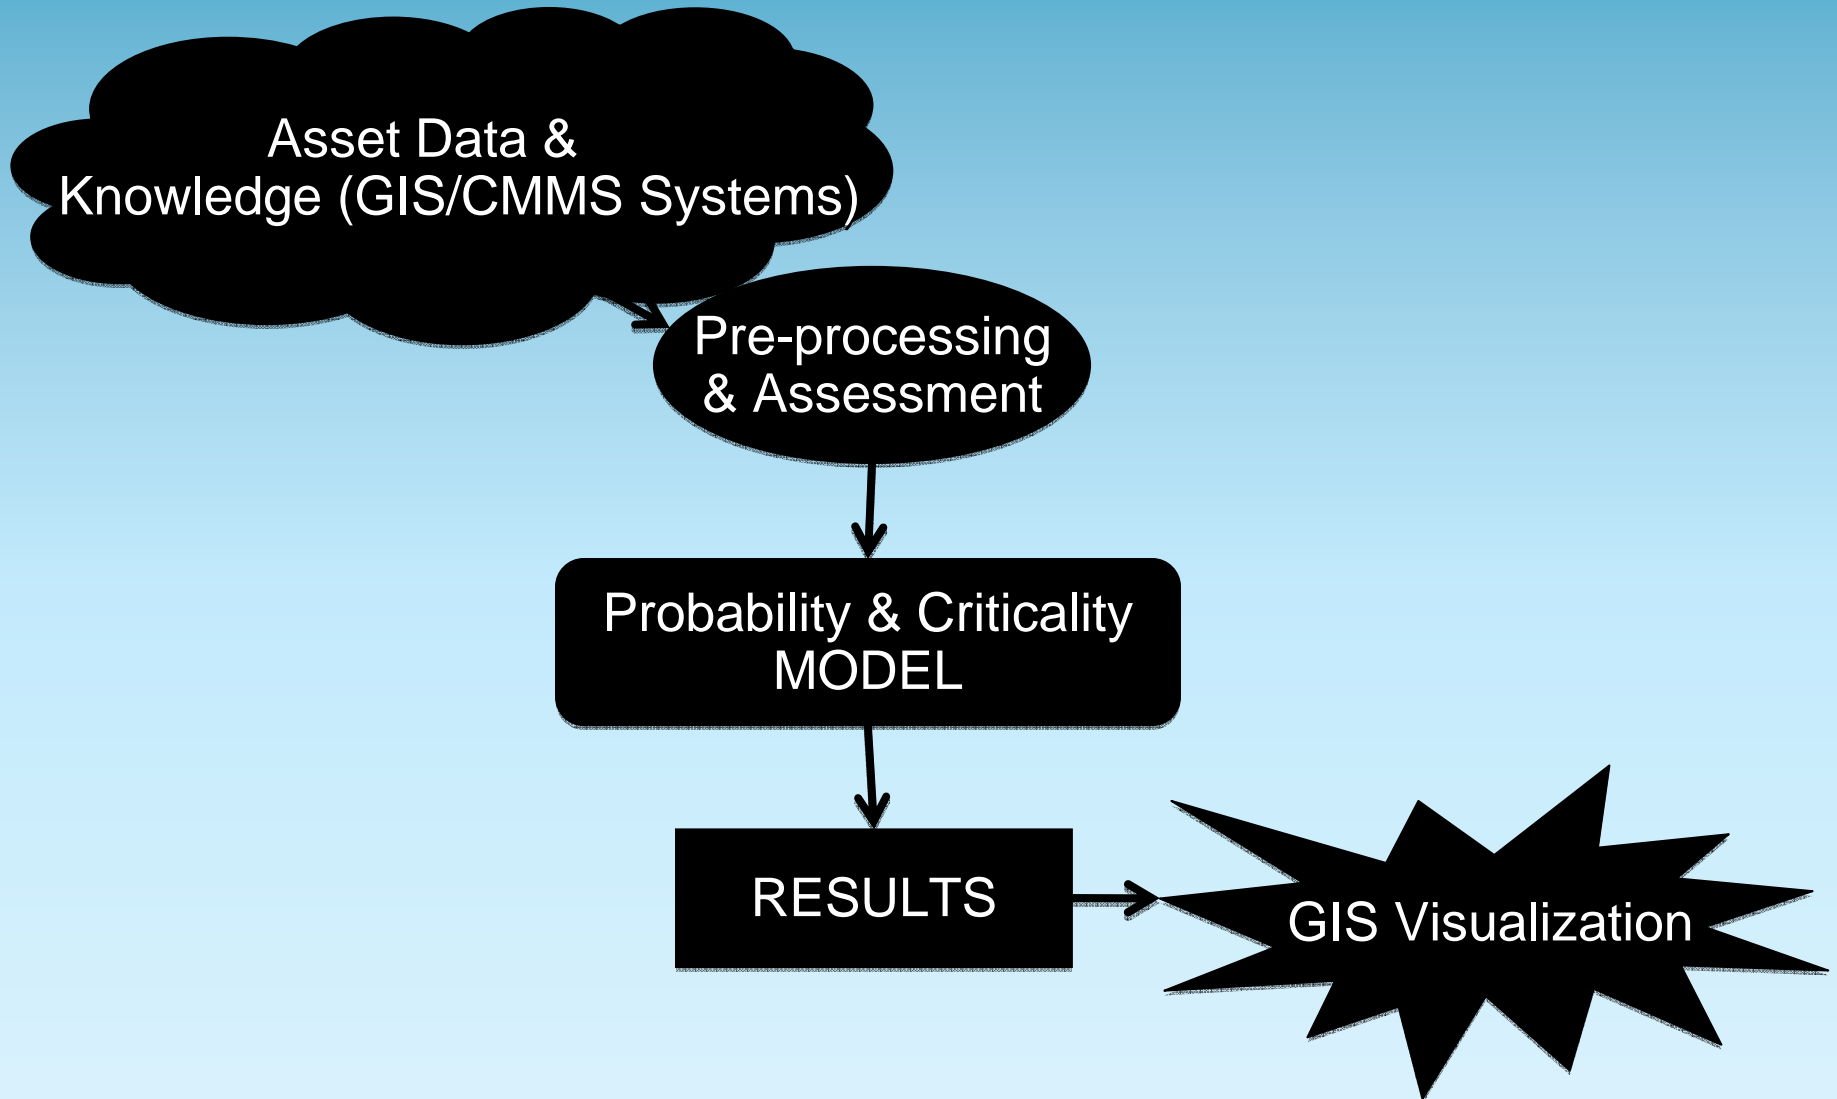 Asset Data &
Knowledge (GIS/CMMS Systems)
Pre-processing
& Assessment
Probability & Criticality
MODEL
RESULTS
GIS Visualization